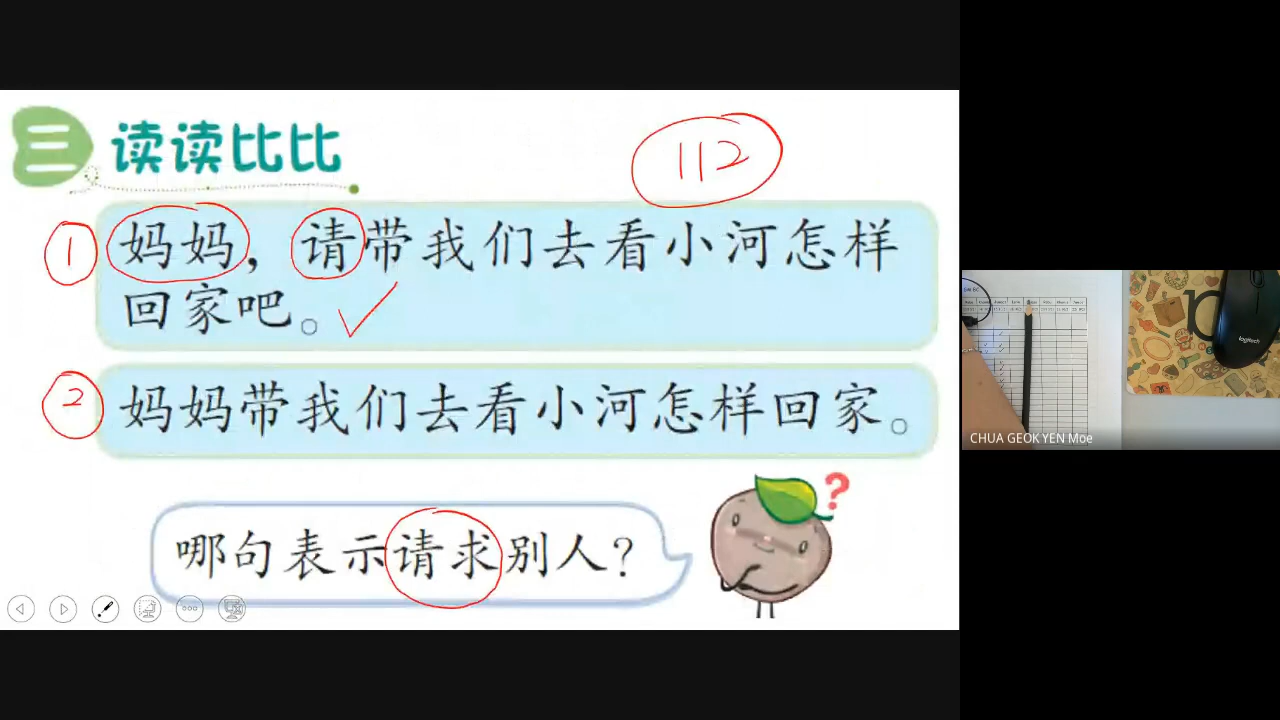 三 读读比比
112
1
妈妈，请带我们去看小河怎样
回家吧。
2
妈妈带我们去看小河怎样回家。
哪句表示请求别人？
?
logitech
CHUA GEOK YEN Moe